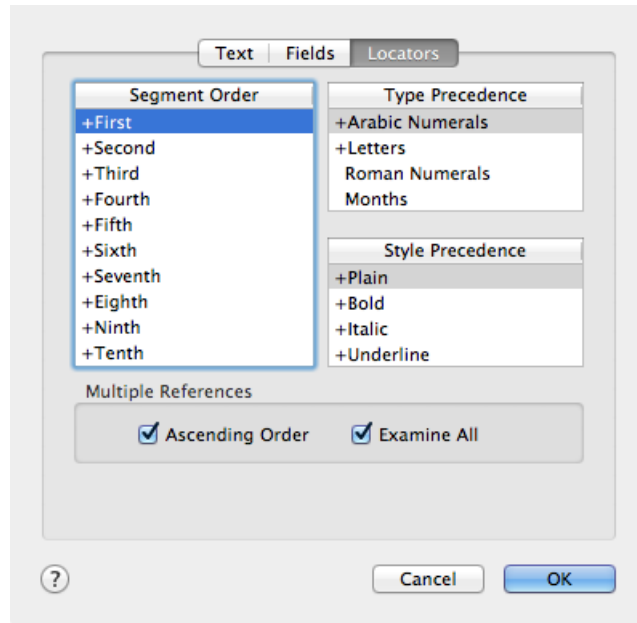 Text Fields Locators
Segment Order
+First
+Second
+Third
+Fourth
+Fifth
+Sixth
+Seventh
+Eighth
+Ninth
+Tenth
Type Precedence
+Arabic Numerals
+Letters
Roman Numerals
Months
Style Precedence
+Plain
+Bold
+Italic
+Underline
Multiple References
Ascending Order Examine All
? Cancel OK